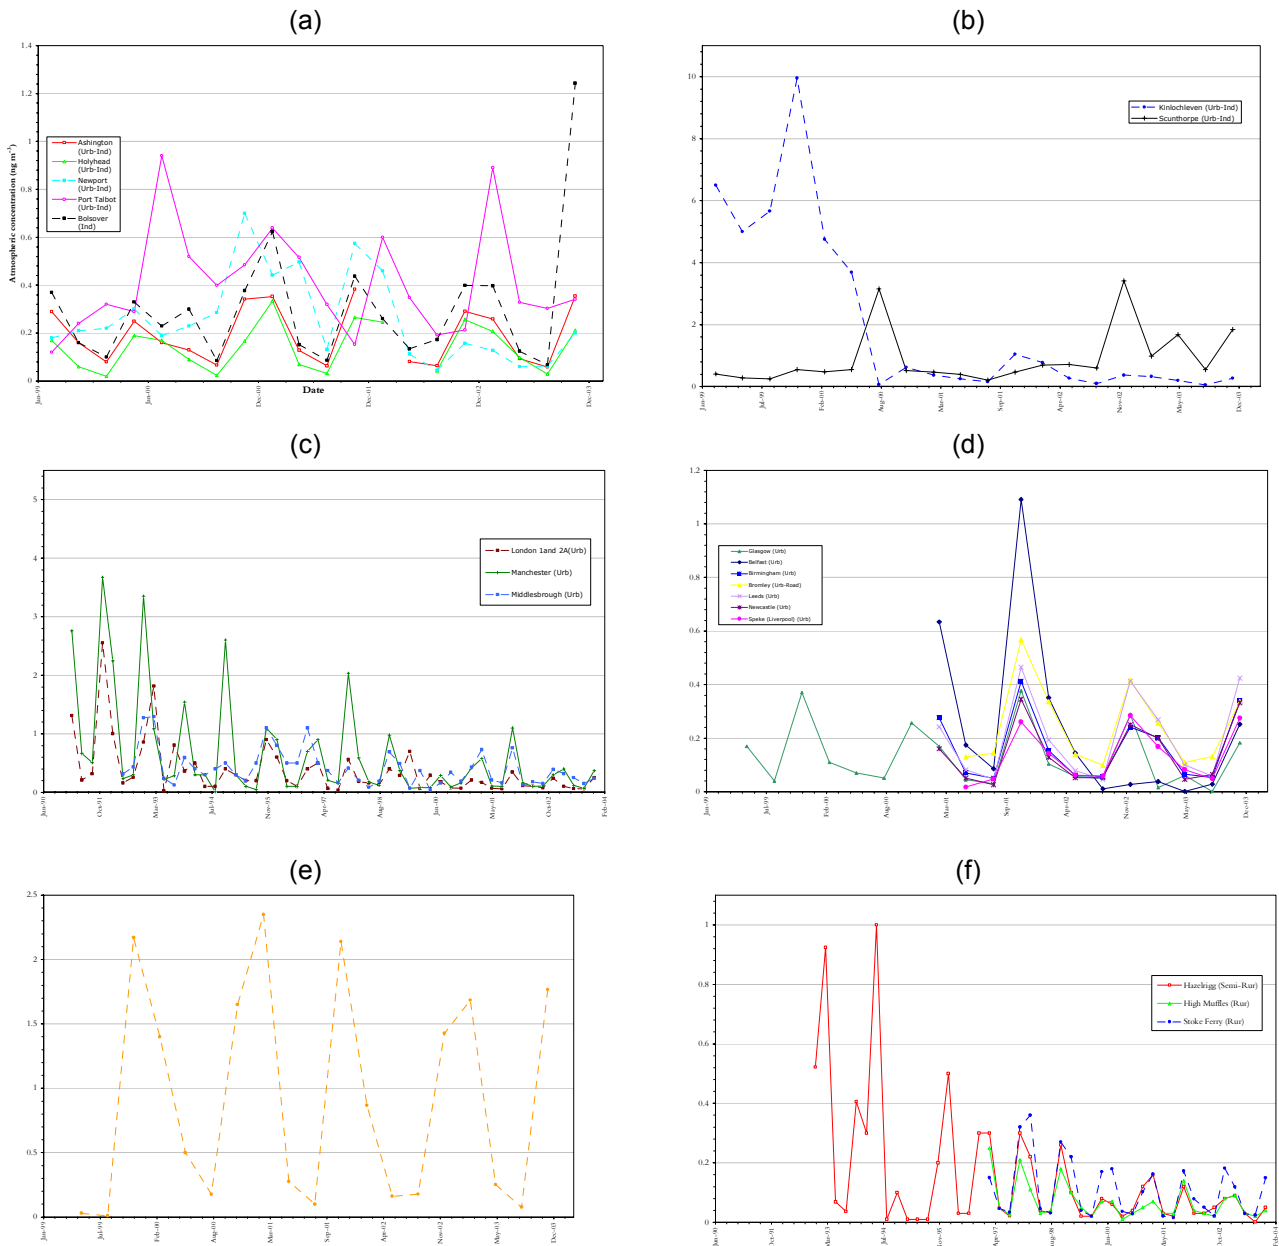 (a)
1.4
1.2
1
0.8
0.6
0.4
0.2
0
Atmospheric concentration (ng m-3)
Ashington
(Urb-Ind)
Holyhead
(Urb-Ind)
Newport
(Urb-Ind)
Port Talbot
(Urb-Ind)
Bolsover
(Ind)
Jan-99
Jan-00
Dec-00
Dec-01
Dec-02
Dec-03
Date
(b)
10
8
6
4
2
0
Kinlochleven (Urb-Ind)
Scunthorpe (Urb-Ind)
Jan-99
Jul-99
Feb-00
Aug-00
Mar-01
Sep-01
Apr-02
Nov-02
May-03
Dec-03
(c)
5
4
3
2
1
0
London 1and 2A(Urb)
Manchester (Urb)
Middlesbrough (Urb)
Jun-90
Oct-91
Mar-93
Jul-94
Nov-95
Apr-97
Aug-98
Jan-00
May-01
Oct-02
Feb-04
(d)
1.2
1
0.8
0.6
0.4
0.2
0
Glasgow (Urb)
Belfast (Urb)
Birmingham (Urb)
Bromley (Urb-Road)
Leeds (Urb)
Newcastle (Urb)
Speke (Liverpool) (Urb)
Jan-99
Jul-99
Feb-00
Aug-00
Mar-01
Sep-01
Apr-02
Nov-02
May-03
Dec-03
(e)
2.5
2
1.5
1
0.5
0
Jan-99
Jul-99
Feb-00
Aug-00
Mar-01
Sep-01
Apr-02
Nov-02
May-03
Dec-03
(f)
1
0.8
0.6
0.4
0.2
0
Hazelrigg (Semi-Rur)
High Muffles (Rur)
Stoke Ferry (Rur)
Jun-90
Oct-91
Mar-93
Jul-94
Nov-95
Apr-97
Aug-98
Jan-00
May-01
Oct-02
Feb-04